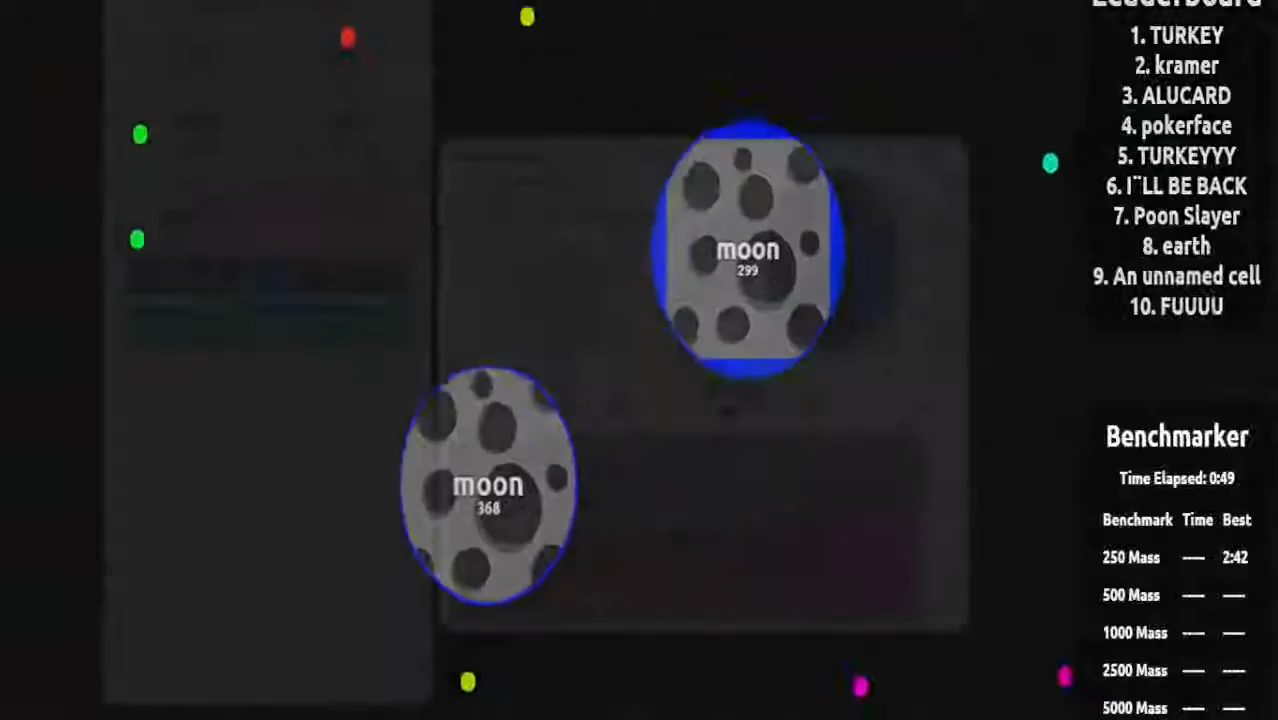 Leaderboard
1. TURKEY
2. kramer
3. ALUCARD
4. pokerface
5. TURKEYYY
6. I¨LL BE BACK
7. Poon Slayer
8. earth
9. An unnamed cell
10. FUUUU
moon
299
moon
368
Benchmarker
Time Elapsed: 0:49
Benchmark Time Best
250 Mass — 2:42
500 Mass — —
1000 Mass — —
2500 Mass — —
5000 Mass — —